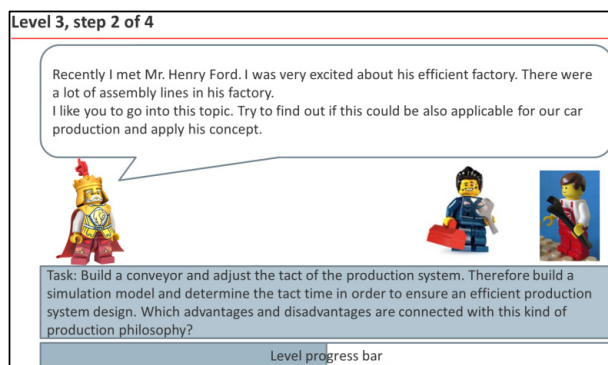 Level 3, step 2 of 4
Recently I met Mr. Henry Ford. I was very excited about his efficient factory. There were
a lot of assembly lines in his factory.
I like you to go into this topic. Try to find out if this could be also applicable for our car
production and apply his concept.
Task: Build a conveyor and adjust the tact of the production system. Therefore build a
simulation model and determine the tact time in order to ensure an efficient production
system design. Which advantages and disadvantages are connected with this kind of
production philosophy?
Level progress bar